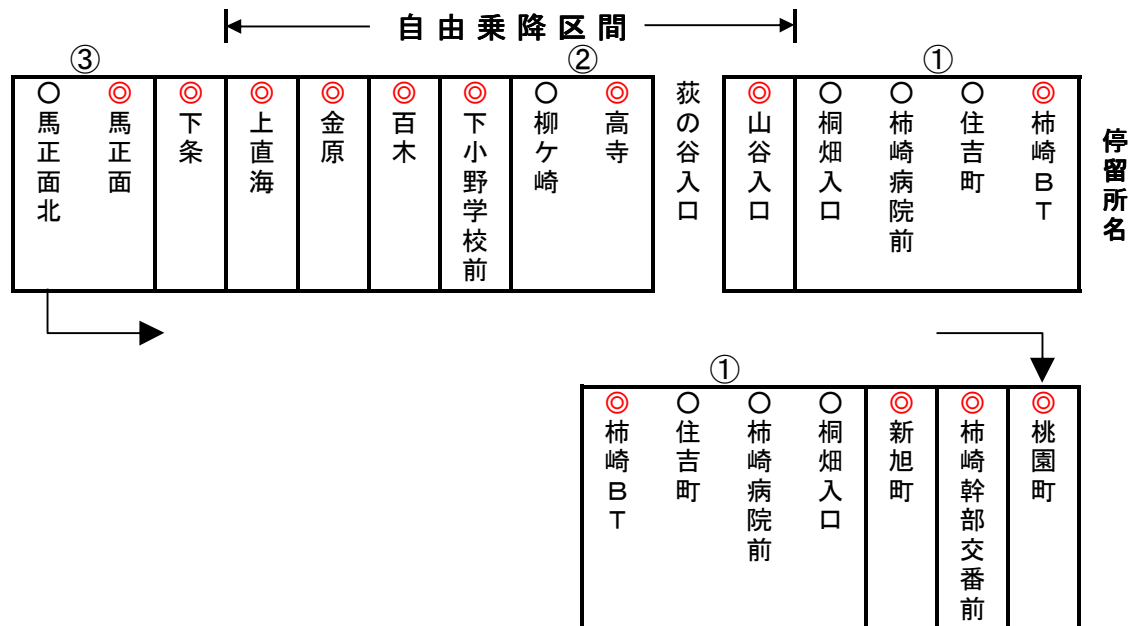 自由乗降区間
③
②
①
停留所名
◎柿崎BT
○住吉町
○柿崎病院前
○桐畑入口
◎山谷入口
荻の谷入口
◎高寺
○柳ケ崎
◎下小野学校前
◎百木
◎金原
◎上直海
◎下条
◎馬正面
○馬正面北
①
◎桃園町
◎柿崎幹部交番前
◎新旭町
○桐畑入口
○柿崎病院前
○住吉町
◎柿崎BT